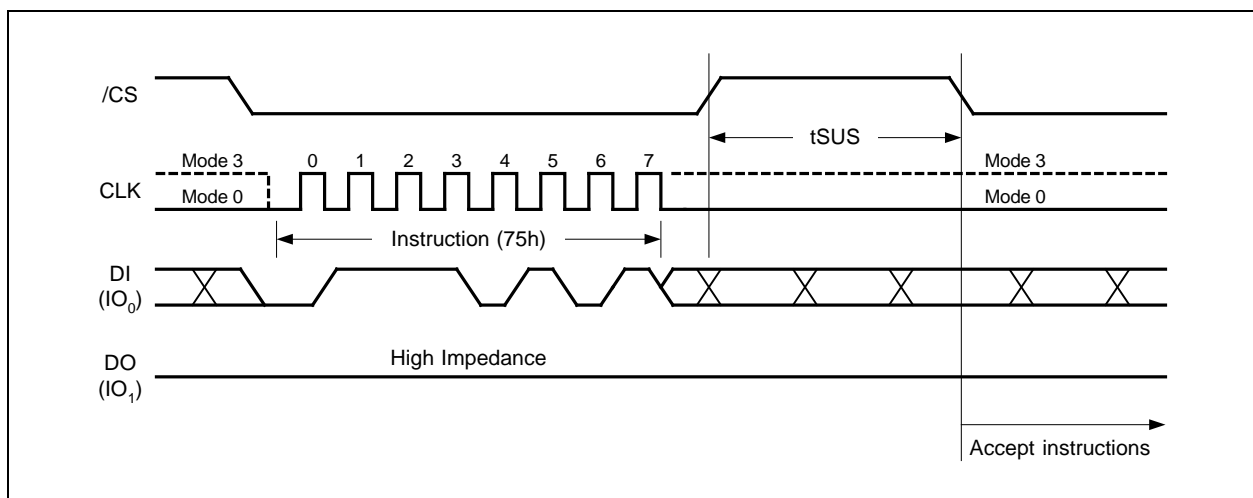 /CS
tSUS
Mode 3
0 1 2 3 4 5 6 7
Mode 3
CLK
Mode 0
Mode 0
Instruction (75h)
DI
(IO₀)
High Impedance
DO
(IO₁)
Accept instructions